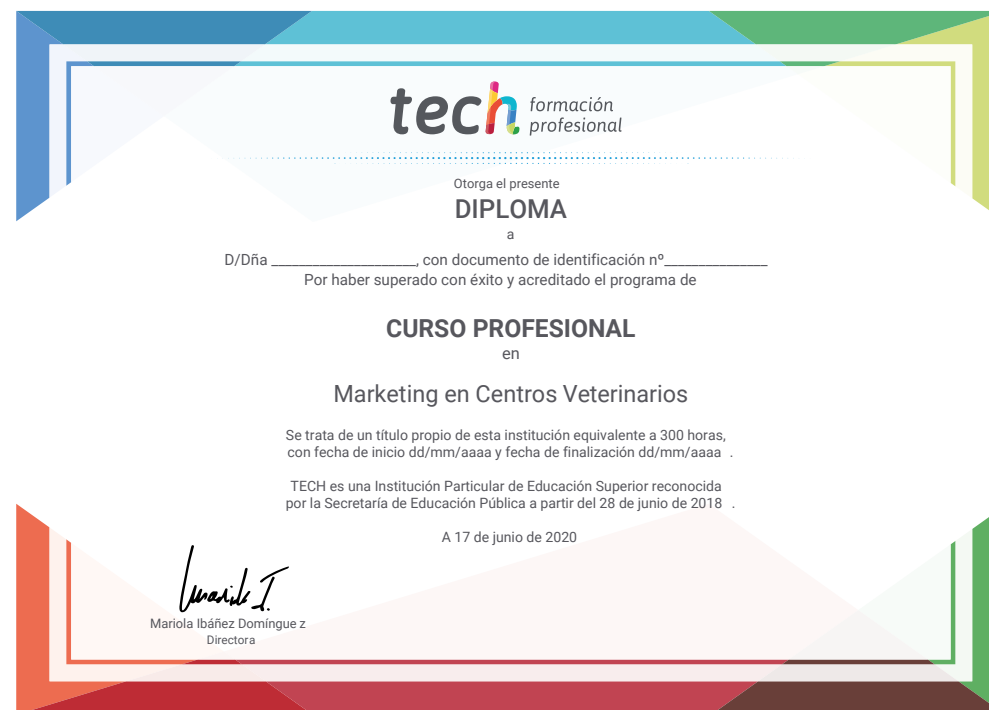 tech formación
profesional
Otorga el presente
DIPLOMA
a
D/Dña _____________________, con documento de identificación nº_______________
Por haber superado con éxito y acreditado el programa de
CURSO PROFESIONAL
en
Marketing en Centros Veterinarios
Se trata de un título propio de esta institución equivalente a 300 horas,
con fecha de inicio dd/mm/aaaa y fecha de finalización dd/mm/aaaa .
TECH es una Institución Particular de Educación Superior reconocida
por la Secretaría de Educación Pública a partir del 28 de junio de 2018 .
A 17 de junio de 2020
Mariola Ibáñez Domíngue z
Directora